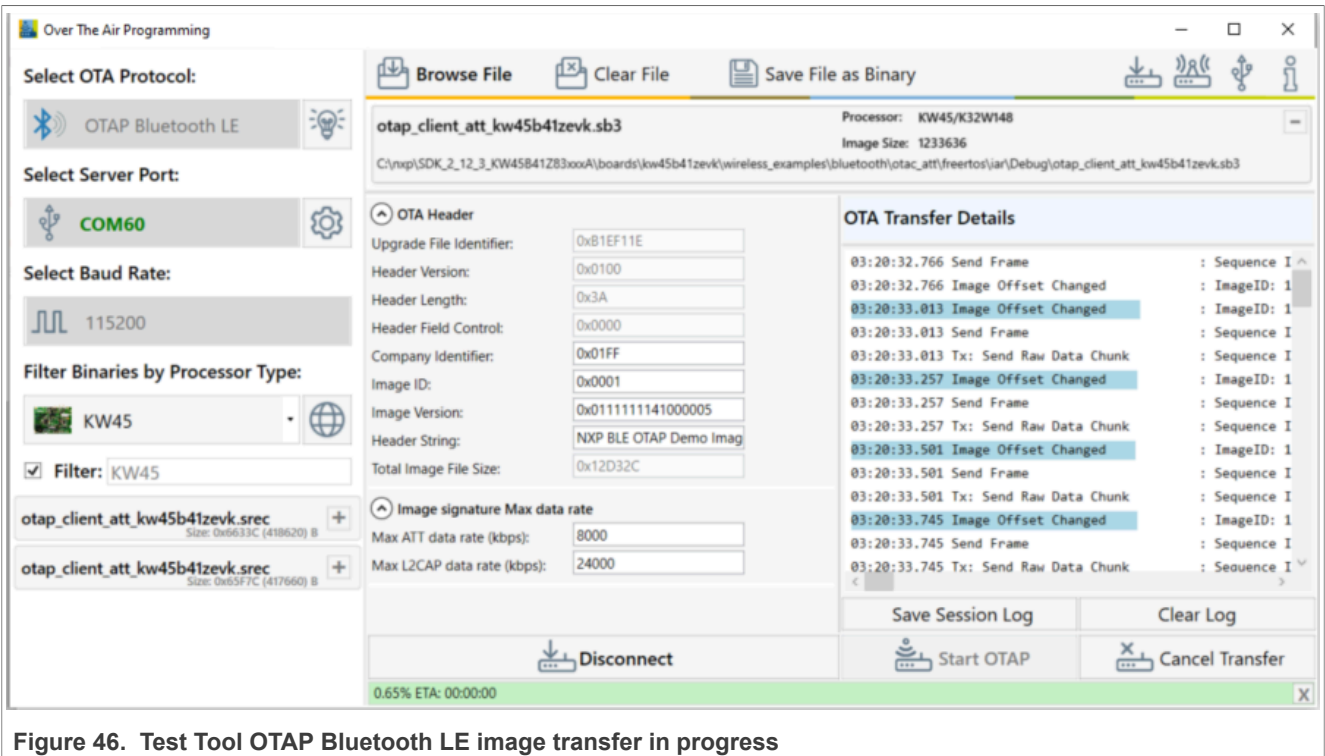 Over The Air Programming
Select OTA Protocol:
OTAP Bluetooth LE
Select Server Port:
COM60
Select Baud Rate:
115200
Filter Binaries by Processor Type:
KW45
Filter: KW45
otap_client_att_kw45b41zevk.srec
Size: 0x6633C (418620) B
otap_client_att_kw45b41zevk.srec
Size: 0x65F7C (417660) B
Browse File Clear File Save File as Binary
otap_client_att_kw45b41zevk.sb3
Processor: KW45/K32W148
Image Size: 1233636
C:\nxp\SDK_2_12_3_KW45B41Z83xxxA\boards\kw45b41zevk\wireless_examples\bluetooth\otac_att\freertos\iar\Debug\otap_client_att_kw45b41zevk.sb3
OTA Header
Upgrade File Identifier: 0xB1EF11E
Header Version: 0x0100
Header Length: 0x3A
Header Field Control: 0x0000
Company Identifier: 0x01FF
Image ID: 0x0001
Image Version: 0x0111111141000005
Header String: NXP BLE OTAP Demo Imag
Total Image File Size: 0x12D32C
Image signature Max data rate
Max ATT data rate (kbps): 8000
Max L2CAP data rate (kbps): 24000
OTA Transfer Details
03:20:32.766 Send Frame : Sequence I
03:20:32.766 Image Offset Changed : ImageID: 1
03:20:33.013 Image Offset Changed : ImageID: 1
03:20:33.013 Send Frame : Sequence I
03:20:33.013 Tx: Send Raw Data Chunk : Sequence I
03:20:33.257 Image Offset Changed : ImageID: 1
03:20:33.257 Send Frame : Sequence I
03:20:33.257 Tx: Send Raw Data Chunk : Sequence I
03:20:33.501 Image Offset Changed : ImageID: 1
03:20:33.501 Send Frame : Sequence I
03:20:33.501 Tx: Send Raw Data Chunk : Sequence I
03:20:33.745 Image Offset Changed : ImageID: 1
03:20:33.745 Send Frame : Sequence I
03:20:33.745 Tx: Send Raw Data Chunk : Sequence I
Save Session Log Clear Log
Disconnect Start OTAP Cancel Transfer
0.65% ETA: 00:00:00 X
Figure 46. Test Tool OTAP Bluetooth LE image transfer in progress